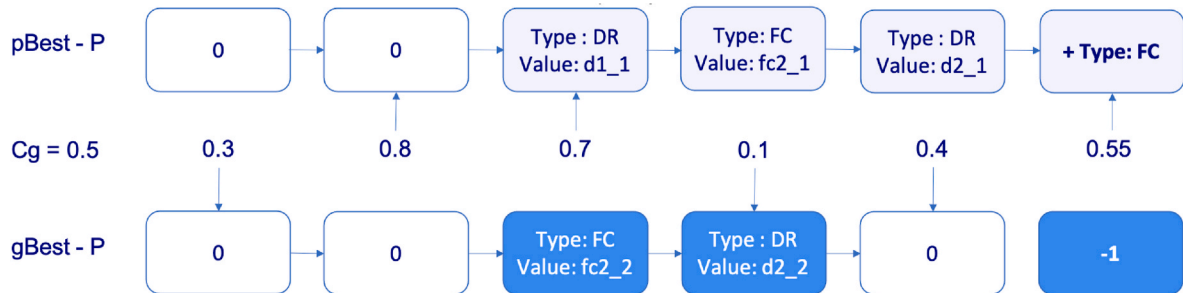 pBest - P
0
0
Type : DR
Value: d1_1
Type: FC
Value: fc2_1
Type : DR
Value: d2_1
+ Type: FC
Cg = 0.5
0.3
0.8
0.7
0.1
0.4
0.55
gBest - P
0
0
Type: FC
Value: fc2_2
Type : DR
Value: d2_2
0
-1